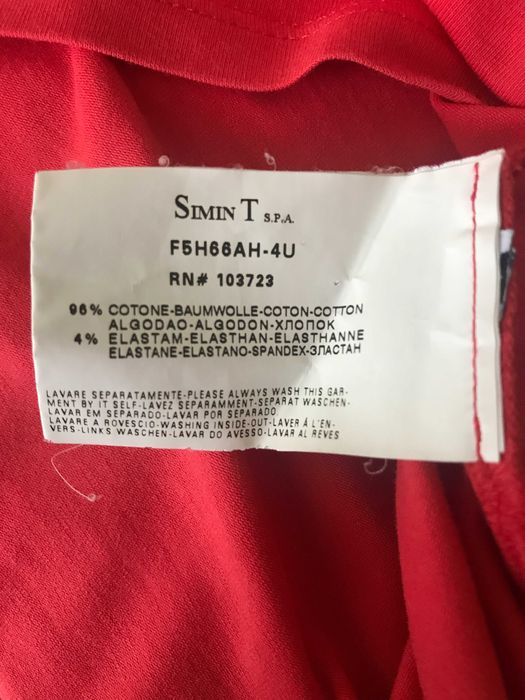 SIMIN T S.P.A.
F5H66AH-4U
RN# 103723
96% COTONE-BAUMWOLLE-COTON-COTTON
ALGODAO-ALGODON-ХЛОПОК
4% ELASTAM-ELASTHAN-ELASTHANNE
ELASTANE-ELASTANO-SPANDEX-ЭЛАСТАН
LAVARE SEPARATAMENTE-PLEASE ALWAYS WASH THIS GAR-
MENT BY IT SELF-LAVEZ SEPARAMMENT-SEPARAT WASCHEN-
LAVAR EM SEPARADO-LAVAR POR SEPARADO
LAVARE A ROVESCIO-WASHING INSIDE-OUT-LAVER Á L'EN-
VERS-LINKS WASCHEN-LAVAR DO AVESSO-LAVAR AL REVES